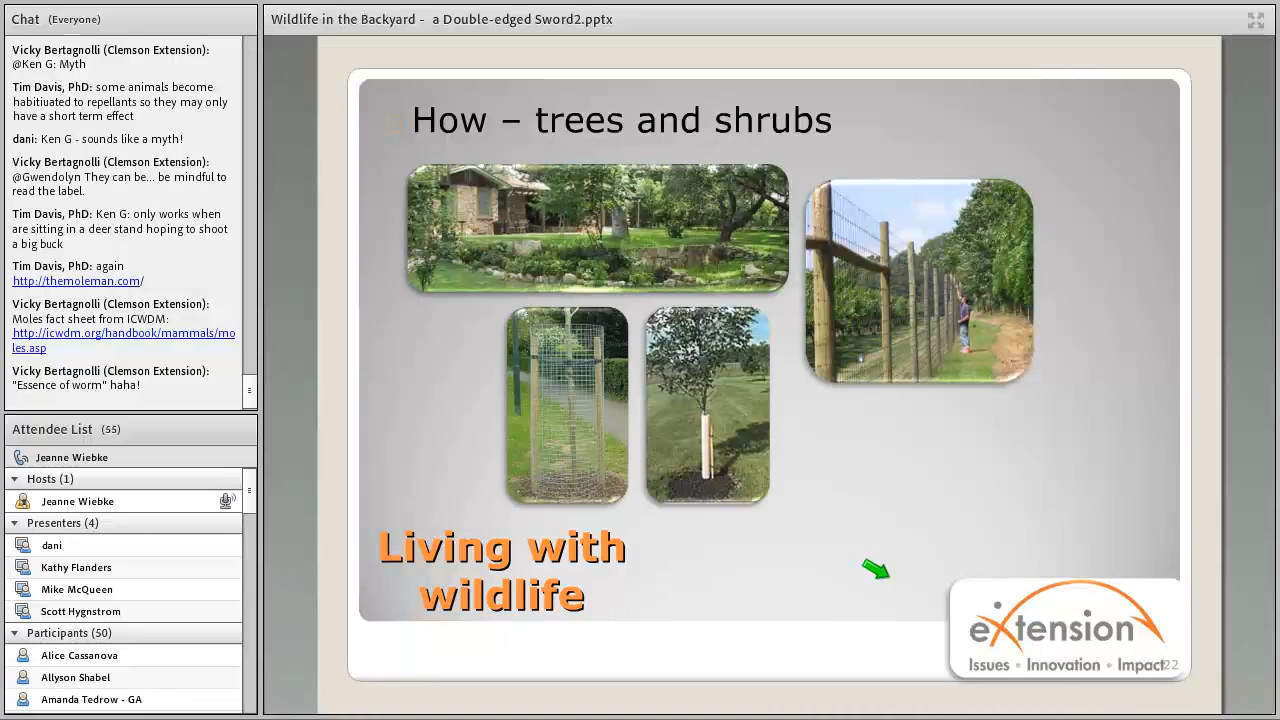 Chat (Everyone)
Vicky Bertagnolli (Clemson Extension):
@Ken G: Myth
Tim Davis, PhD: some animals become
habitiuated to repellants so they may only
have a short term effect
dani: Ken G - sounds like a myth!
Vicky Bertagnolli (Clemson Extension):
@Gwendolyn They can be... be mindful to
read the label.
Tim Davis, PhD: Ken G: only works when
are sitting in a deer stand hoping to shoot
a big buck
Tim Davis, PhD: again
http://themoleman.com/
Vicky Bertagnolli (Clemson Extension):
Moles fact sheet from ICWDM:
http://icwdm.org/handbook/mammals/mo
les.asp
Vicky Bertagnolli (Clemson Extension):
"Essence of worm" haha!
Attendee List (55)
Jeanne Wiebke
Hosts (1)
Jeanne Wiebke
Presenters (4)
dani
Kathy Flanders
Mike McQueen
Scott Hygnstrom
Participants (50)
Alice Cassanova
Allyson Shabel
Amanda Tedrow - GA
Wildlife in the Backyard - a Double-edged Sword2.pptx
How – trees and shrubs
Living with
wildlife
eXtension
Issues • Innovation • Impact
22